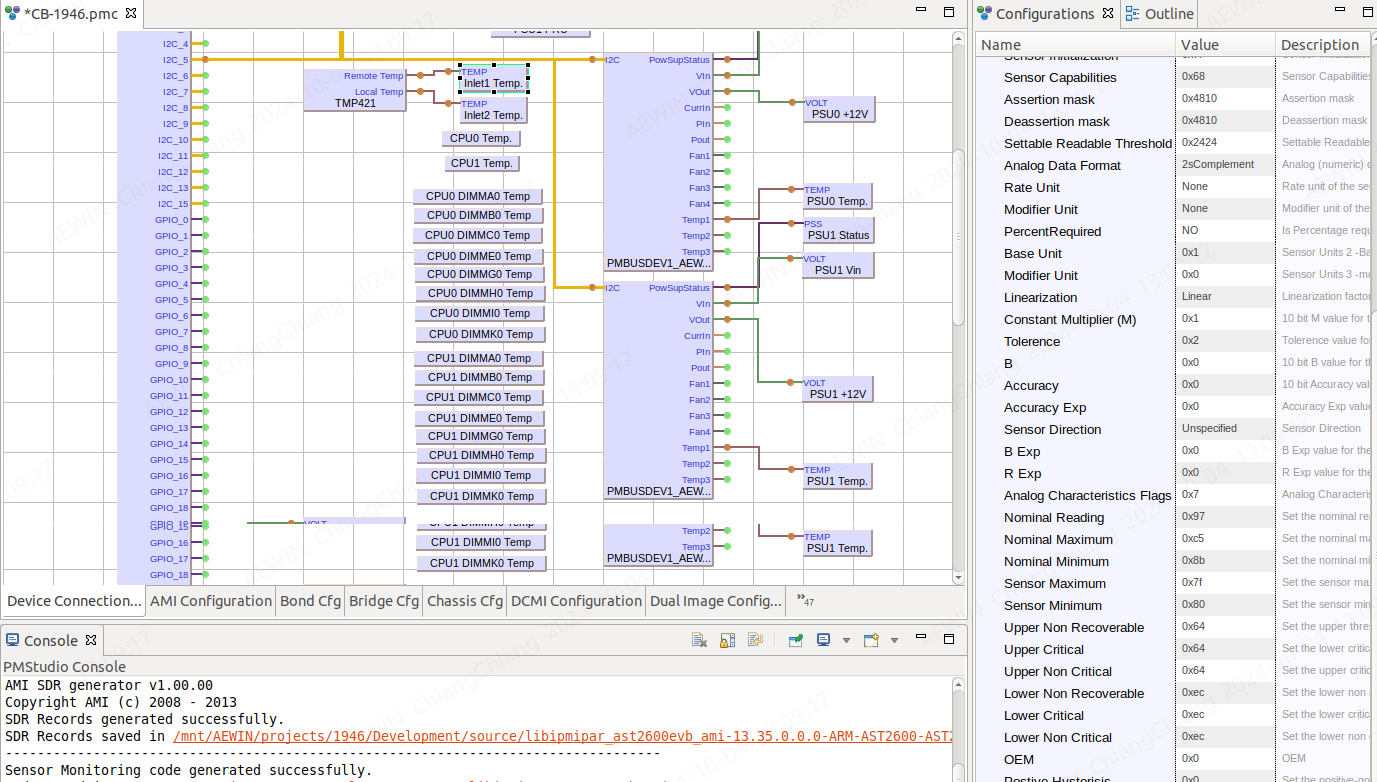 *CB-1946.pmc
I2C_4
I2C_5
I2C_6
I2C_7
I2C_8
I2C_9
I2C_10
I2C_11
I2C_12
I2C_13
I2C_15
GPIO_0
GPIO_1
GPIO_2
GPIO_3
GPIO_4
GPIO_5
GPIO_6
GPIO_7
GPIO_8
GPIO_9
GPIO_10
GPIO_11
GPIO_12
GPIO_13
GPIO_14
GPIO_15
GPIO_16
GPIO_17
GPIO_18
GPIO_16
GPIO_17
GPIO_18
Remote Temp
Local Temp
TMP421
TEMP
Inlet1 Temp.
TEMP
Inlet2 Temp.
CPU0 Temp.
CPU1 Temp.
CPU0 DIMMA0 Temp
CPU0 DIMMB0 Temp
CPU0 DIMMC0 Temp
CPU0 DIMME0 Temp
CPU0 DIMMG0 Temp
CPU0 DIMMH0 Temp
CPU0 DIMMI0 Temp
CPU0 DIMMK0 Temp
CPU1 DIMMA0 Temp
CPU1 DIMMB0 Temp
CPU1 DIMMC0 Temp
CPU1 DIMME0 Temp
CPU1 DIMMG0 Temp
CPU1 DIMMH0 Temp
CPU1 DIMMI0 Temp
CPU1 DIMMK0 Temp
CPU1 DIMMI0 Temp
CPU1 DIMMK0 Temp
I2C
PowSupStatus
VIn
VOut
CurrIn
PIn
Pout
Fan1
Fan2
Fan3
Fan4
Temp1
Temp2
Temp3
PMBUSDEV1_AEW...
I2C
PowSupStatus
VIn
VOut
CurrIn
PIn
Pout
Fan1
Fan2
Fan3
Fan4
Temp1
Temp2
Temp3
PMBUSDEV1_AEW...
Temp2
Temp3
PMBUSDEV1_AEW...
VOLT
PSU0 +12V
TEMP
PSU0 Temp.
PSS
PSU1 Status
VOLT
PSU1 Vin
VOLT
PSU1 +12V
TEMP
PSU1 Temp.
TEMP
PSU1 Temp.
Device Connection...
AMI Configuration
Bond Cfg
Bridge Cfg
Chassis Cfg
DCMI Configuration
Dual Image Config...
»47
Console
PMStudio Console
AMI SDR generator v1.00.00
Copyright AMI (c) 2008 - 2013
SDR Records generated successfully.
SDR Records saved in /mnt/AEWIN/projects/1946/Development/source/libipmipar_ast2600evb_ami-13.35.0.0.0-ARM-AST2600-AST2
--------------------------------------------------------------------------------
Sensor Monitoring code generated successfully.
Configurations
Outline
Name Value Description
Sensor Capabilities 0x68 Sensor Capabilities
Assertion mask 0x4810 Assertion mask
Deassertion mask 0x4810 Deassertion mask
Settable Readable Threshold 0x2424 Settable Readable
Analog Data Format 2sComplement Analog (numeric) d
Rate Unit None Rate unit of the se
Modifier Unit None Modifier unit of the
PercentRequired NO Is Percentage requ
Base Unit 0x1 Sensor Units 2 -Ba
Modifier Unit 0x0 Sensor Units 3 -mo
Linearization Linear Linearization factor
Constant Multiplier (M) 0x1 10 bit M value for t
Tolerence 0x2 Tolerence value fo
B 0x0 10 bit B value for th
Accuracy 0x0 10 bit Accuracy val
Accuracy Exp 0x0 Accuracy Exp value
Sensor Direction Unspecified Sensor Direction
B Exp 0x0 B Exp value for the
R Exp 0x0 R Exp value for the
Analog Characteristics Flags 0x7 Analog Characteris
Nominal Reading 0x97 Set the nominal rea
Nominal Maximum 0xc5 Set the nominal ma
Nominal Minimum 0x8b Set the nominal mi
Sensor Maximum 0x7f Set the sensor max
Sensor Minimum 0x80 Set the sensor min
Upper Non Recoverable 0x64 Set the upper thres
Upper Critical 0x64 Set the lower critic
Upper Non Critical 0x64 Set the upper critic
Lower Non Recoverable 0xec Set the lower non r
Lower Critical 0xec Set the lower critic
Lower Non Critical 0xec Set the lower non c
OEM 0x0 OEM
Postive Hysterisis 0x0 Set the positive-go